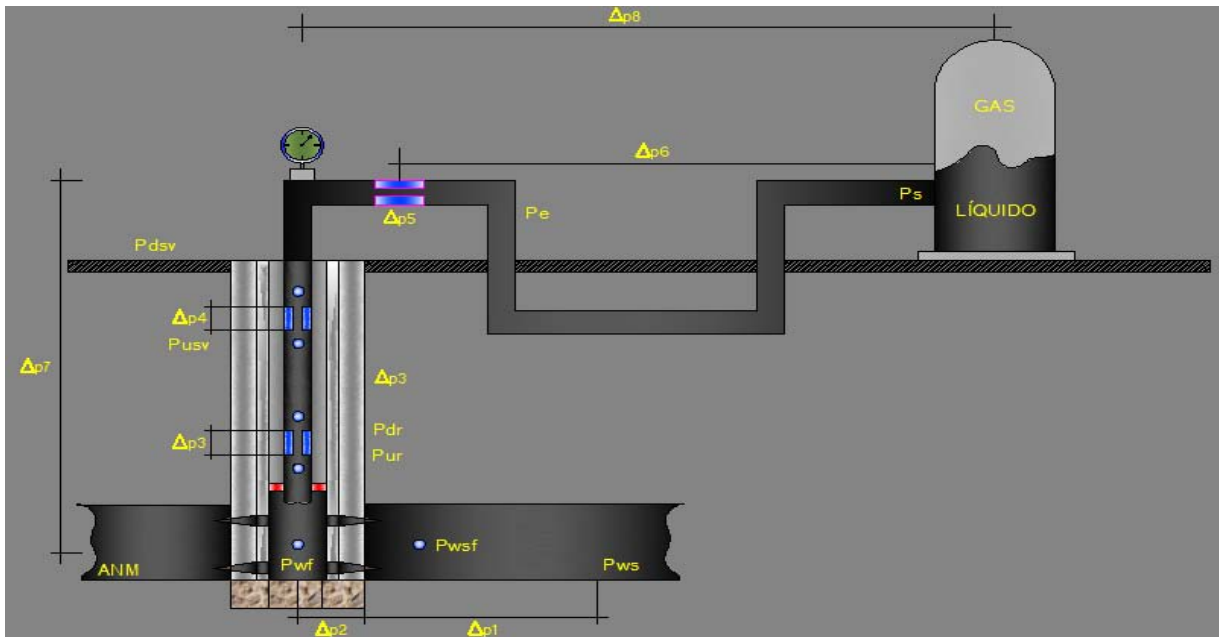 Δp8
GAS
Δp6
Ps
LÍQUIDO
Pe
Δp5
Pdsv
Δp4
Pusv
Δp7
Δp3
Pdr
Δp3
Pur
Pwsf
ANM
Pwf
Pws
Δp2
Δp1